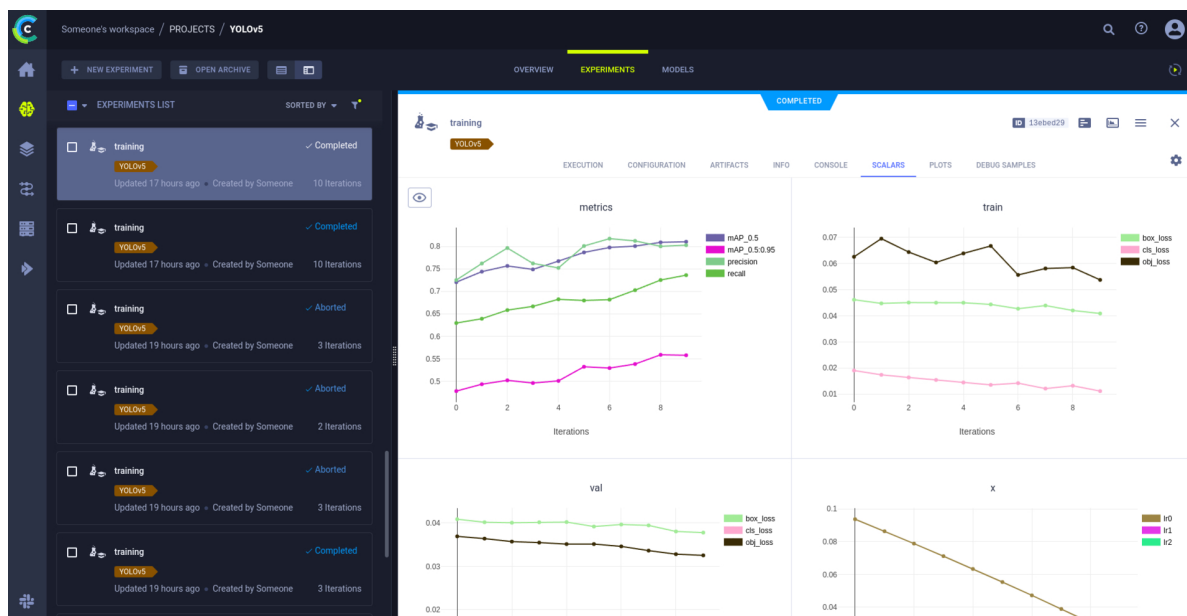 Someone's workspace / PROJECTS / YOLOv5
+ NEW EXPERIMENT OPEN ARCHIVE
OVERVIEW EXPERIMENTS MODELS
EXPERIMENTS LIST SORTED BY
training Completed
YOLOv5
Updated 17 hours ago Created by Someone 10 Iterations
training Completed
YOLOv5
Updated 17 hours ago Created by Someone 10 Iterations
training Aborted
YOLOv5
Updated 19 hours ago Created by Someone 3 Iterations
training Aborted
YOLOv5
Updated 19 hours ago Created by Someone 2 Iterations
training Aborted
YOLOv5
Updated 19 hours ago Created by Someone 3 Iterations
training Completed
YOLOv5
Updated 19 hours ago Created by Someone 3 Iterations
COMPLETED
training
YOLOv5
ID 13ebed29
EXECUTION CONFIGURATION ARTIFACTS INFO CONSOLE SCALARS PLOTS DEBUG SAMPLES
metrics
0.8
0.75
0.7
0.65
0.6
0.55
0.5
0 2 4 6 8
Iterations
mAP_0.5
mAP_0.5:0.95
precision
recall
train
0.07
0.06
0.05
0.04
0.03
0.02
0.01
0 2 4 6 8
Iterations
box_loss
cls_loss
obj_loss
val
0.04
0.03
0.02
box_loss
cls_loss
obj_loss
x
0.1
0.08
0.06
0.04
lr0
lr1
lr2